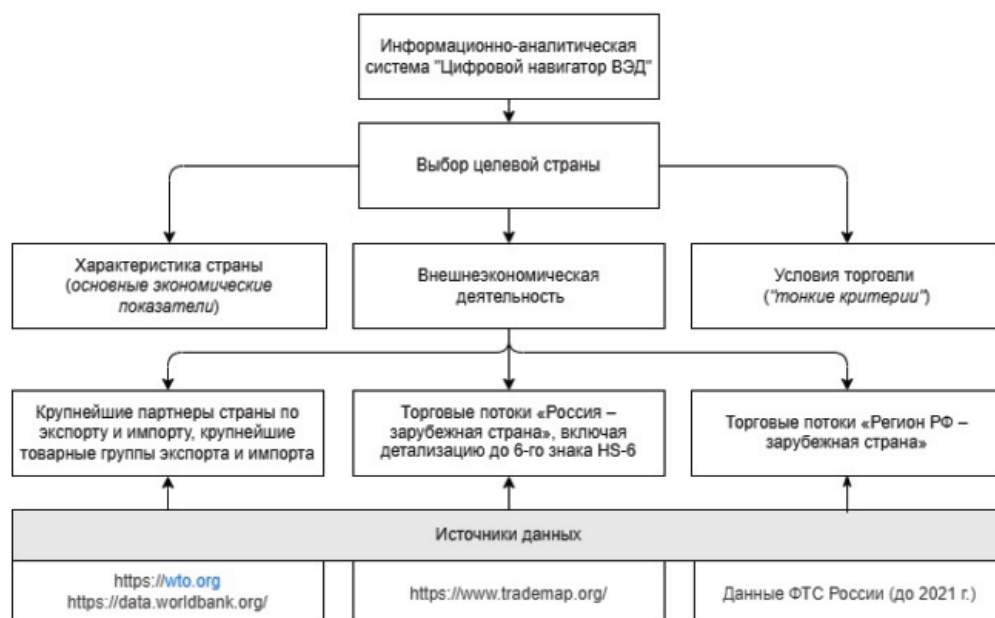 Информационно-аналитическая
система "Цифровой навигатор ВЭД"
Выбор целевой страны
Характеристика страны
(основные экономические
показатели)
Внешнеэкономическая
деятельность
Условия торговли
("тонкие критерии")
Крупнейшие партнеры страны по
экспорту и импорту, крупнейшие
товарные группы экспорта и импорта
Торговые потоки «Россия –
зарубежная страна», включая
детализацию до 6-го знака HS-6
Торговые потоки «Регион РФ –
зарубежная страна»
Источники данных
https://wto.org
https://data.worldbank.org/
https://www.trademap.org/
Данные ФТС России (до 2021 г.)